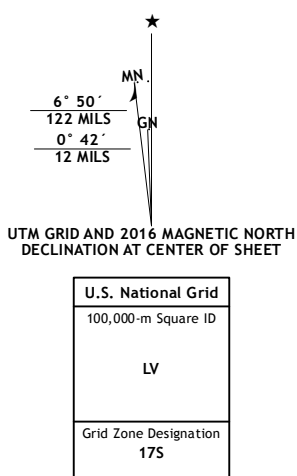 ★
MN
6° 50´
122 MILS
GN
0° 42´
12 MILS
UTM GRID AND 2016 MAGNETIC NORTH
DECLINATION AT CENTER OF SHEET
U.S. National Grid
100,000-m Square ID
LV
Grid Zone Designation
17S